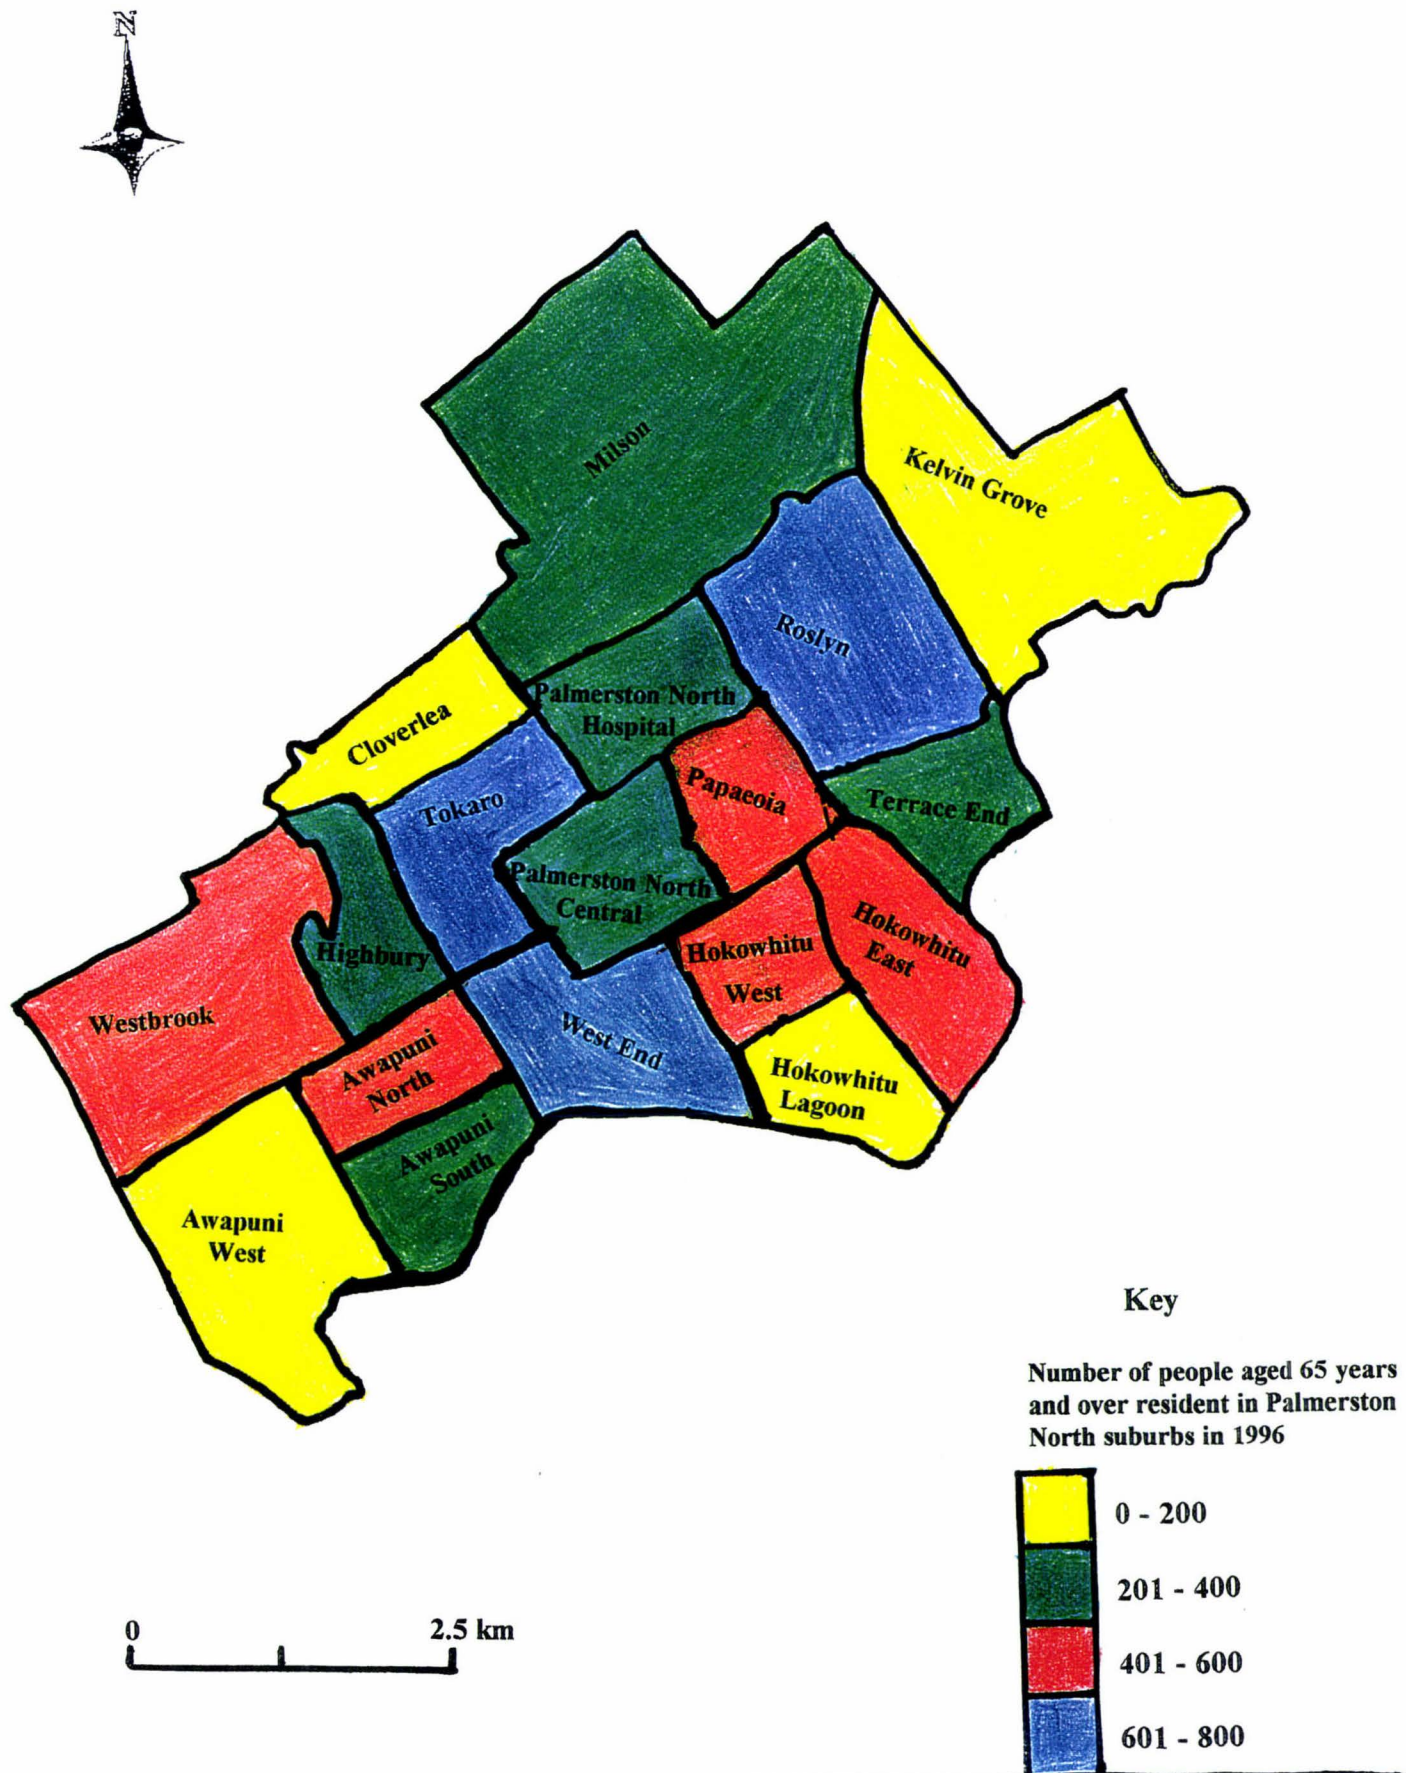 N
Milson
Kelvin Grove
Roslyn
Palmerston North
Hospital
Cloverlea
Tokaro
Papaeoia
Terrace End
Palmerston North
Central
Highbury
Hokowhitu
East
Hokowhitu
West
Westbrook
West End
Awapuni
North
Hokowhitu
Lagoon
Awapuni
South
Awapuni
West
Key
Number of people aged 65 years
and over resident in Palmerston
North suburbs in 1996
0 - 200
201 - 400
401 - 600
601 - 800
0 2.5 km